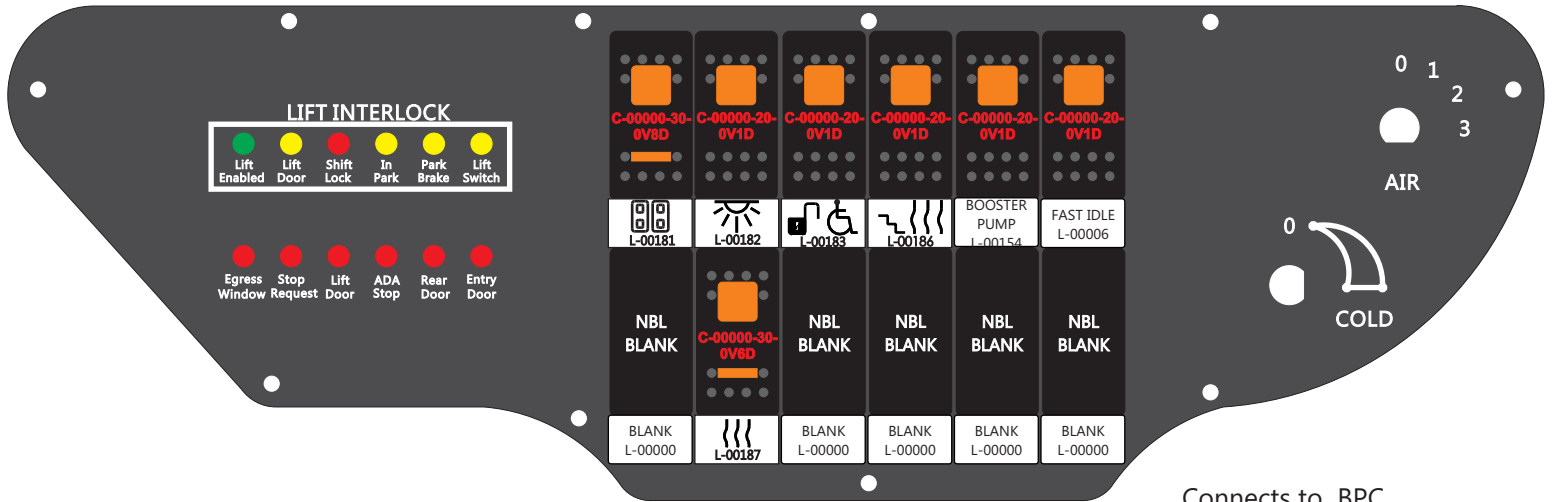 LIFT INTERLOCK
Lift Enabled
Lift Door
Shift Lock
In Park
Park Brake
Lift Switch
Egress Window
Stop Request
Lift Door
ADA Stop
Rear Door
Entry Door
C-00000-30-
0V8D
C-00000-20-
0V1D
C-00000-20-
0V1D
C-00000-20-
0V1D
C-00000-20-
0V1D
C-00000-20-
0V1D
L-00181
L-00182
L-00183
L-00186
BOOSTER
PUMP
L-00154
FAST IDLE
L-00006
NBL
BLANK
C-00000-30-
0V6D
NBL
BLANK
NBL
BLANK
NBL
BLANK
NBL
BLANK
BLANK
L-00000
L-00187
BLANK
L-00000
BLANK
L-00000
BLANK
L-00000
BLANK
L-00000
0
1
2
3
AIR
0
COLD
Connects to BPC